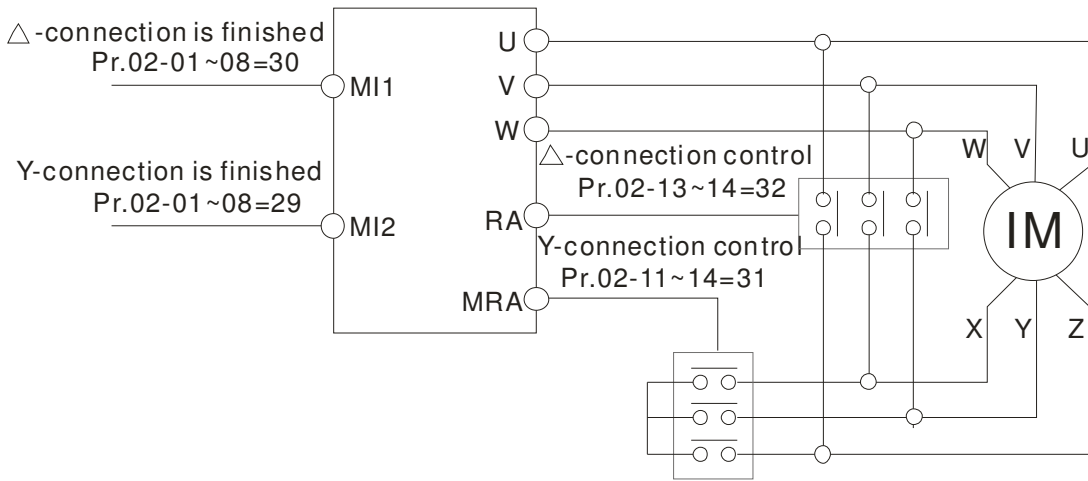 △-connection is finished
Pr.02-01~08=30
MI1
Y-connection is finished
Pr.02-01~08=29
MI2
U
V
W
RA
MRA
△-connection control
Pr.02-13~14=32
Y-connection control
Pr.02-11~14=31
W V U
IM
X Y Z